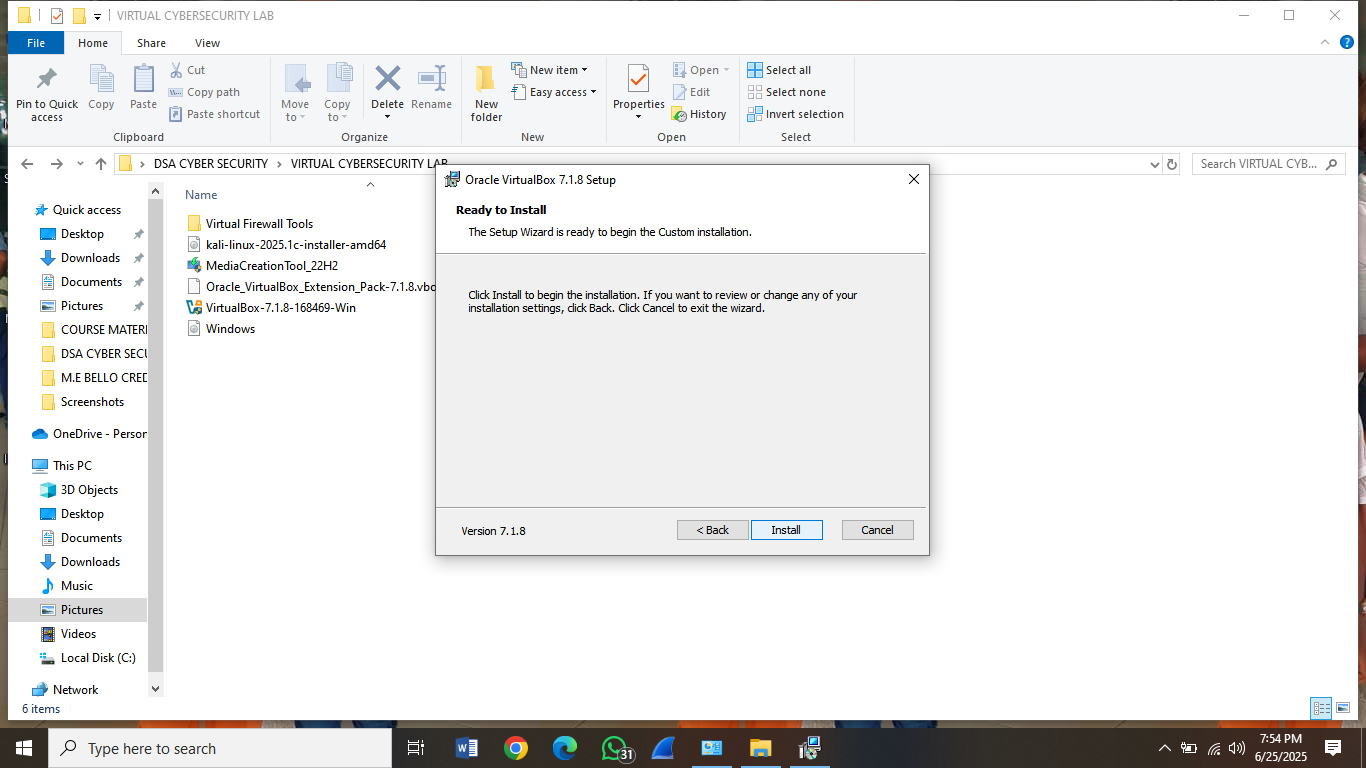 VIRTUAL CYBERSECURITY LAB
File Home Share View
Pin to Quick access
Copy
Paste
Cut
Copy path
Paste shortcut
Clipboard
Move to
Copy to
Delete
Rename
Organize
New folder
New item
Easy access
New
Properties
Open
Edit
History
Open
Select all
Select none
Invert selection
Select
DSA CYBER SECURITY > VIRTUAL CYBERSECURITY LAB
Search VIRTUAL CYB...
Quick access
Desktop
Downloads
Documents
Pictures
COURSE MATERI
DSA CYBER SECU
M.E BELLO CRED
Screenshots
OneDrive - Person
This PC
3D Objects
Desktop
Documents
Downloads
Music
Pictures
Videos
Local Disk (C:)
Network
6 items
Name
Virtual Firewall Tools
kali-linux-2025.1c-installer-amd64
MediaCreationTool_22H2
Oracle_VirtualBox_Extension_Pack-7.1.8.vbo
VirtualBox-7.1.8-168469-Win
Windows
Oracle VirtualBox 7.1.8 Setup
Ready to Install
The Setup Wizard is ready to begin the Custom installation.
Click Install to begin the installation. If you want to review or change any of your
installation settings, click Back. Click Cancel to exit the wizard.
Version 7.1.8
< Back
Install
Cancel
Type here to search
31
7:54 PM
6/25/2025